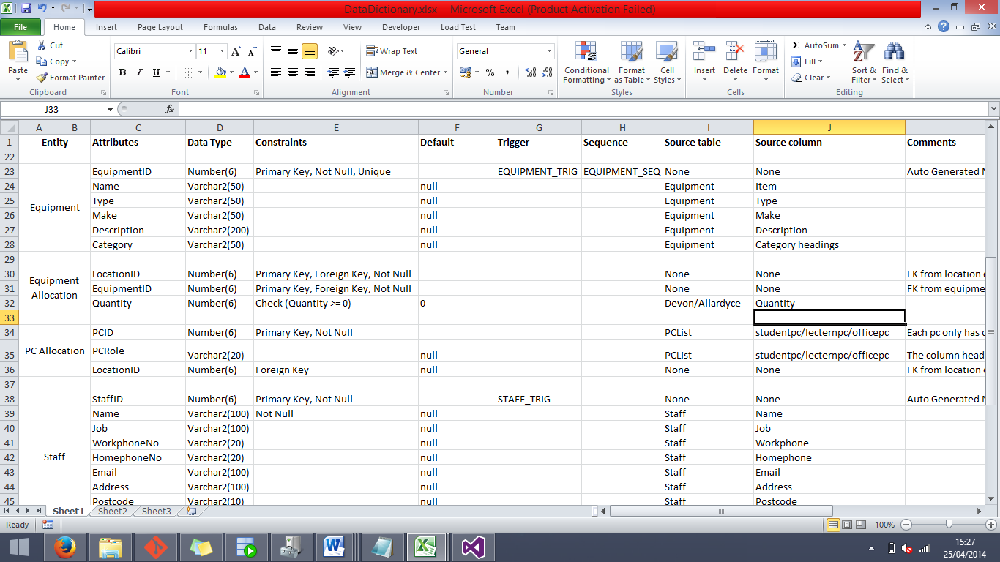 DataDictionary.xlsx - Microsoft Excel (Product Activation Failed)
File Home Insert Page Layout Formulas Data Review View Developer Load Test Team
Paste Cut Copy Format Painter Clipboard
Calibri 11 B I U Font
Wrap Text Merge & Center Alignment
General % , Number
Conditional Formatting Format as Table Cell Styles Styles
Insert Delete Format Cells
Σ AutoSum Fill Clear Sort & Filter Find & Select Editing
J33 fx
A B C D E F G H I J
1 Entity Attributes Data Type Constraints Default Trigger Sequence Source table Source column Comments
22
23 EquipmentID Number(6) Primary Key, Not Null, Unique EQUIPMENT_TRIG EQUIPMENT_SEQ None None Auto Generated N
24 Name Varchar2(50) null Equipment Item
25 Type Varchar2(50) null Equipment Type
Equipment
26 Make Varchar2(50) null Equipment Make
27 Description Varchar2(200) null Equipment Description
28 Category Varchar2(50) null Equipment Category headings
29
30 LocationID Number(6) Primary Key, Foreign Key, Not Null None None FK from location
Equipment Allocation
31 EquipmentID Number(6) Primary Key, Foreign Key, Not Null None None FK from equipme
32 Quantity Number(6) Check (Quantity >= 0) 0 Devon/Allardyce Quantity
33
34 PCID Number(6) Primary Key, Not Null PCList studentpc/lecternpc/officepc Each pc only has
35 PC Allocation PCRole Varchar2(20) null PCList studentpc/lecternpc/officepc The column head
36 LocationID Number(6) Foreign Key null None None FK from location
37
38 StaffID Number(6) Primary Key, Not Null STAFF_TRIG None None Auto Generated N
39 Name Varchar2(100) Not Null null Staff Name
40 Job Varchar2(100) null Staff Job
41 WorkphoneNo Varchar2(20) null Staff Workphone
42 Staff HomephoneNo Varchar2(20) null Staff Homephone
43 Email Varchar2(100) null Staff Email
44 Address Varchar2(100) null Staff Address
45 Postcode Varchar2(10) null Staff Postcode
Sheet1 Sheet2 Sheet3
Ready 100%
15:27
25/04/2014